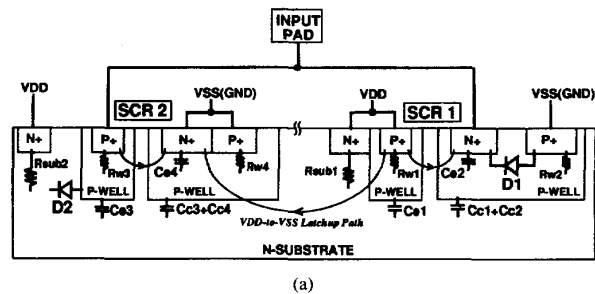 INPUT
PAD
VDD
SCR 2
VSS(GND)
VDD
SCR 1
VSS(GND)
N+
P+
N+
P+
N+
P+
N+
P+
Rsub2
Rw3
Ce4
Rw4
Rsub1
Rw1
Ce2
D1
Rw2
P-WELL
P-WELL
P-WELL
P-WELL
D2
Ce3
Cc3+Cc4
VDD-to-VSS Latchup Path
Ce1
Cc1+Cc2
N-SUBSTRATE
(a)